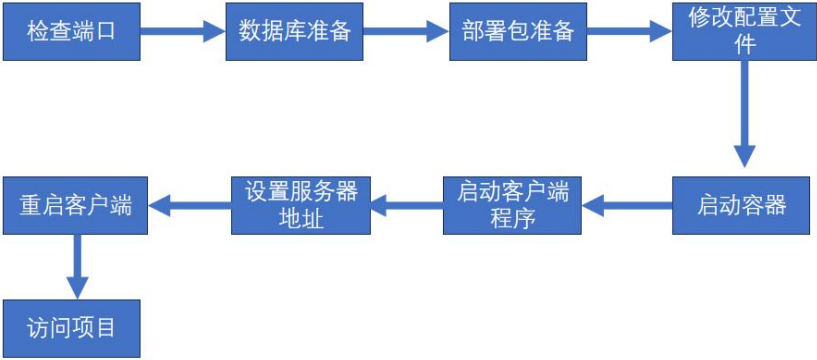 检查端口
数据库准备
部署包准备
修改配置文
件
启动容器
启动客户端
程序
设置服务器
地址
重启客户端
访问项目